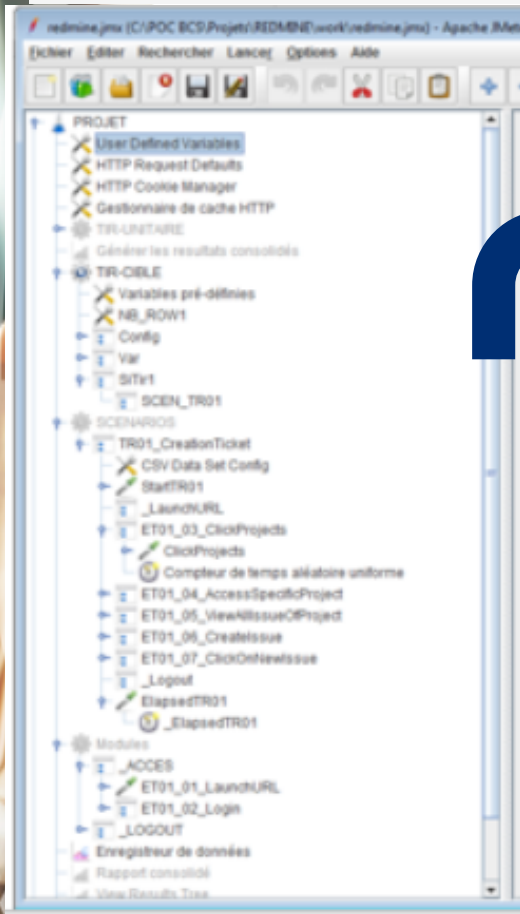 redmine.jmx (C:\POC BCS\Projets\REDMINE\work\redmine.jmx) - Apache JMet
Fichier Editer Rechercher Lancer Options Aide
PROJET
User Defined Variables
HTTP Request Defaults
HTTP Cookie Manager
Gestionnaire de cache HTTP
TIR-UNITAIRE
Générer les resultats consolidés
TIR-CIBLE
Variables pré-définies
NB_ROW1
Config
Var
SiTir1
SCEN_TR01
SCENARIOS
TR01_CreationTicket
CSV Data Set Config
StartTR01
_LaunchURL
ET01_03_ClickProjects
ClickProjects
Compteur de temps aléatoire uniforme
ET01_04_AccessSpecificProject
ET01_05_ViewAllIssueOfProject
ET01_06_CreateIssue
ET01_07_ClickOnNewIssue
_Logout
ElapsedTR01
_ElapsedTR01
Modules
_ACCES
ET01_01_LaunchURL
ET01_02_Login
_LOGOUT
Enregistreur de données
Rapport consolidé
View Results Tree